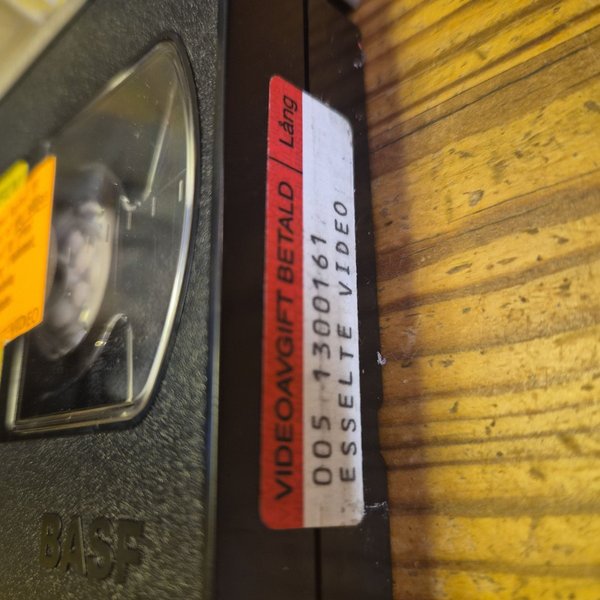 VIDEOAVGIFT BETALD | Lång
005 1300161
ESSELTE VIDEO
BASF